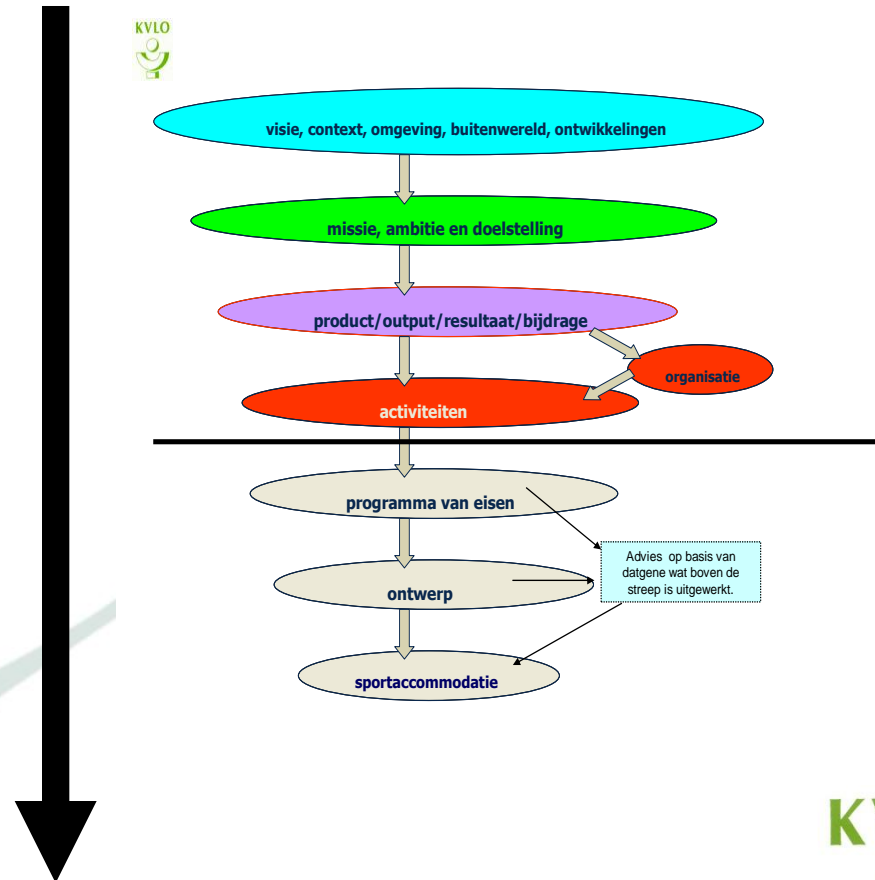 KVLO
visie, context, omgeving, buitenwereld, ontwikkelingen
missie, ambitie en doelstelling
product/output/resultaat/bijdrage
organisatie
activiteiten
programma van eisen
Advies op basis van
datgene wat boven de
streep is uitgewerkt.
ontwerp
sportaccommodatie
K